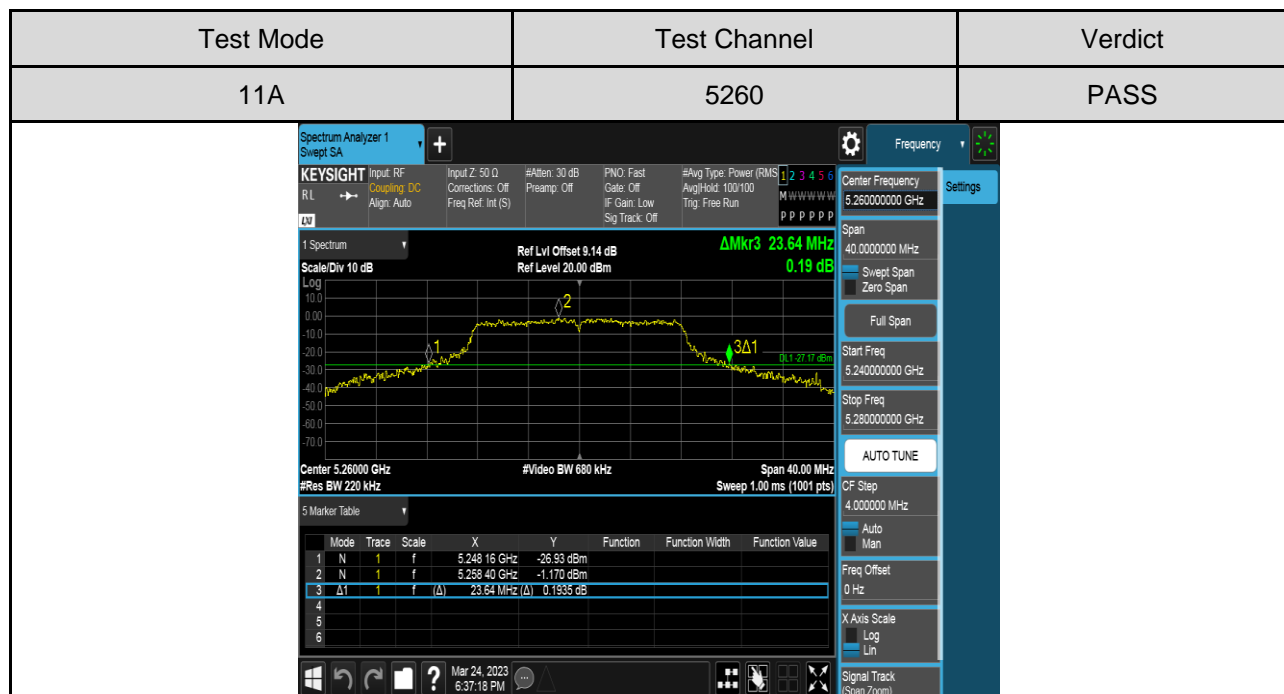 Test Mode Test Channel Verdict
11A 5260 PASS
Spectrum Analyzer 1
Swept SA
+
Frequency
KEYSIGHT Input: RF Input Z: 50 Ω #Atten: 30 dB PNO: Fast #Avg Type: Power (RMS 1 2 3 4 5 6
RL Coupling: DC Corrections: Off Preamp: Off Gate: Off Avg|Hold: 100/100 M W W W W W
Align: Auto Freq Ref: Int (S) IF Gain: Low Trig: Free Run
LXI Sig Track: Off P P P P P P
Settings
1 Spectrum
Ref Lvl Offset 9.14 dB ΔMkr3 23.64 MHz
Scale/Div 10 dB Ref Level 20.00 dBm 0.19 dB
Log
10.0
0.00
-10.0
-20.0
-30.0
-40.0
-50.0
-60.0
-70.0
2
1
3Δ1
DL1 -27.17 dBm
Center 5.26000 GHz #Video BW 680 kHz Span 40.00 MHz
#Res BW 220 kHz Sweep 1.00 ms (1001 pts)
5 Marker Table
Mode Trace Scale X Y Function Function Width Function Value
1 N 1 f 5.248 16 GHz -26.93 dBm
2 N 1 f 5.258 40 GHz -1.170 dBm
3 Δ1 1 f (Δ) 23.64 MHz (Δ) 0.1935 dB
4
5
6
Center Frequency
5.260000000 GHz
Span
40.0000000 MHz
Swept Span
Zero Span
Full Span
Start Freq
5.240000000 GHz
Stop Freq
5.280000000 GHz
AUTO TUNE
CF Step
4.000000 MHz
Auto
Man
Freq Offset
0 Hz
X Axis Scale
Log
Lin
Signal Track
(Span Zoom)
?
Mar 24, 2023
6:37:18 PM